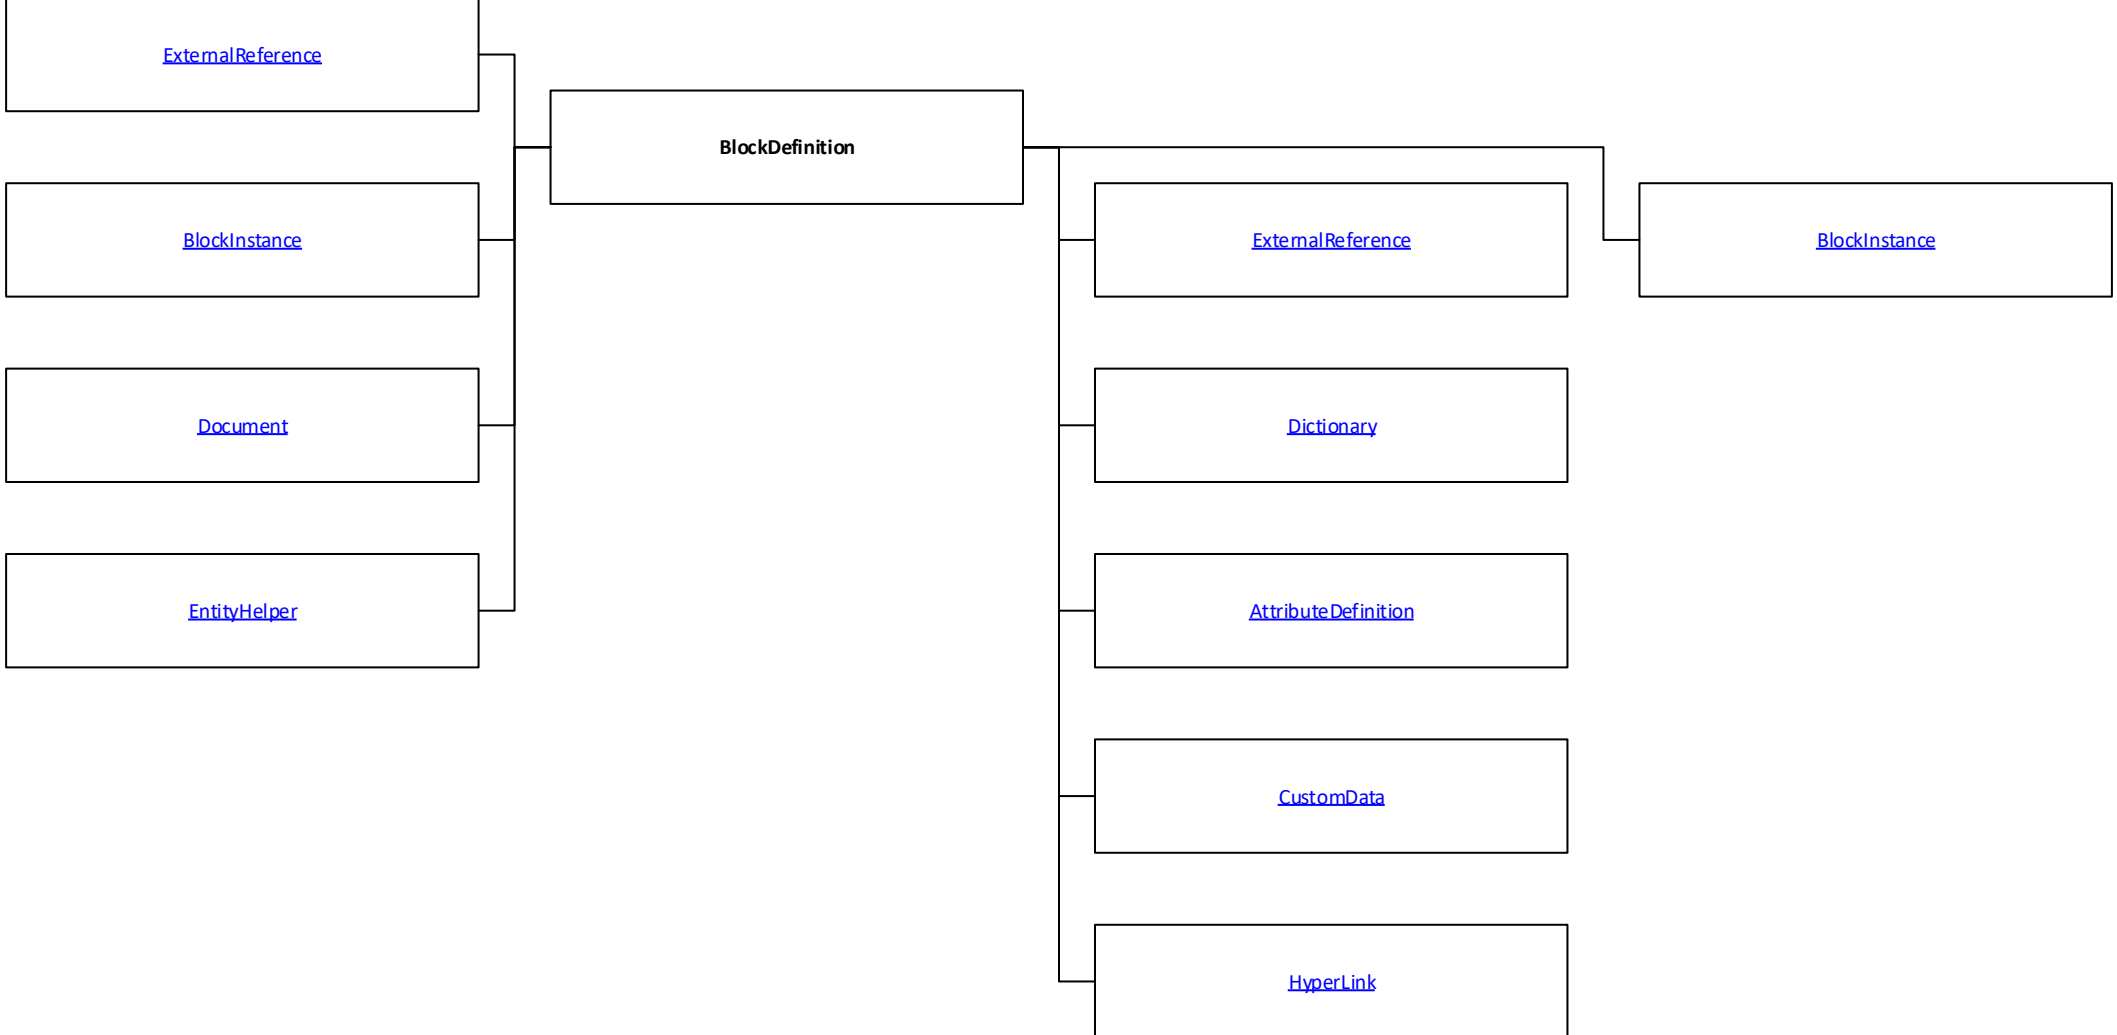 ExternalReference
BlockDefinition
BlockInstance
ExternalReference
BlockInstance
Document
Dictionary
EntityHelper
AttributeDefinition
CustomData
HyperLink